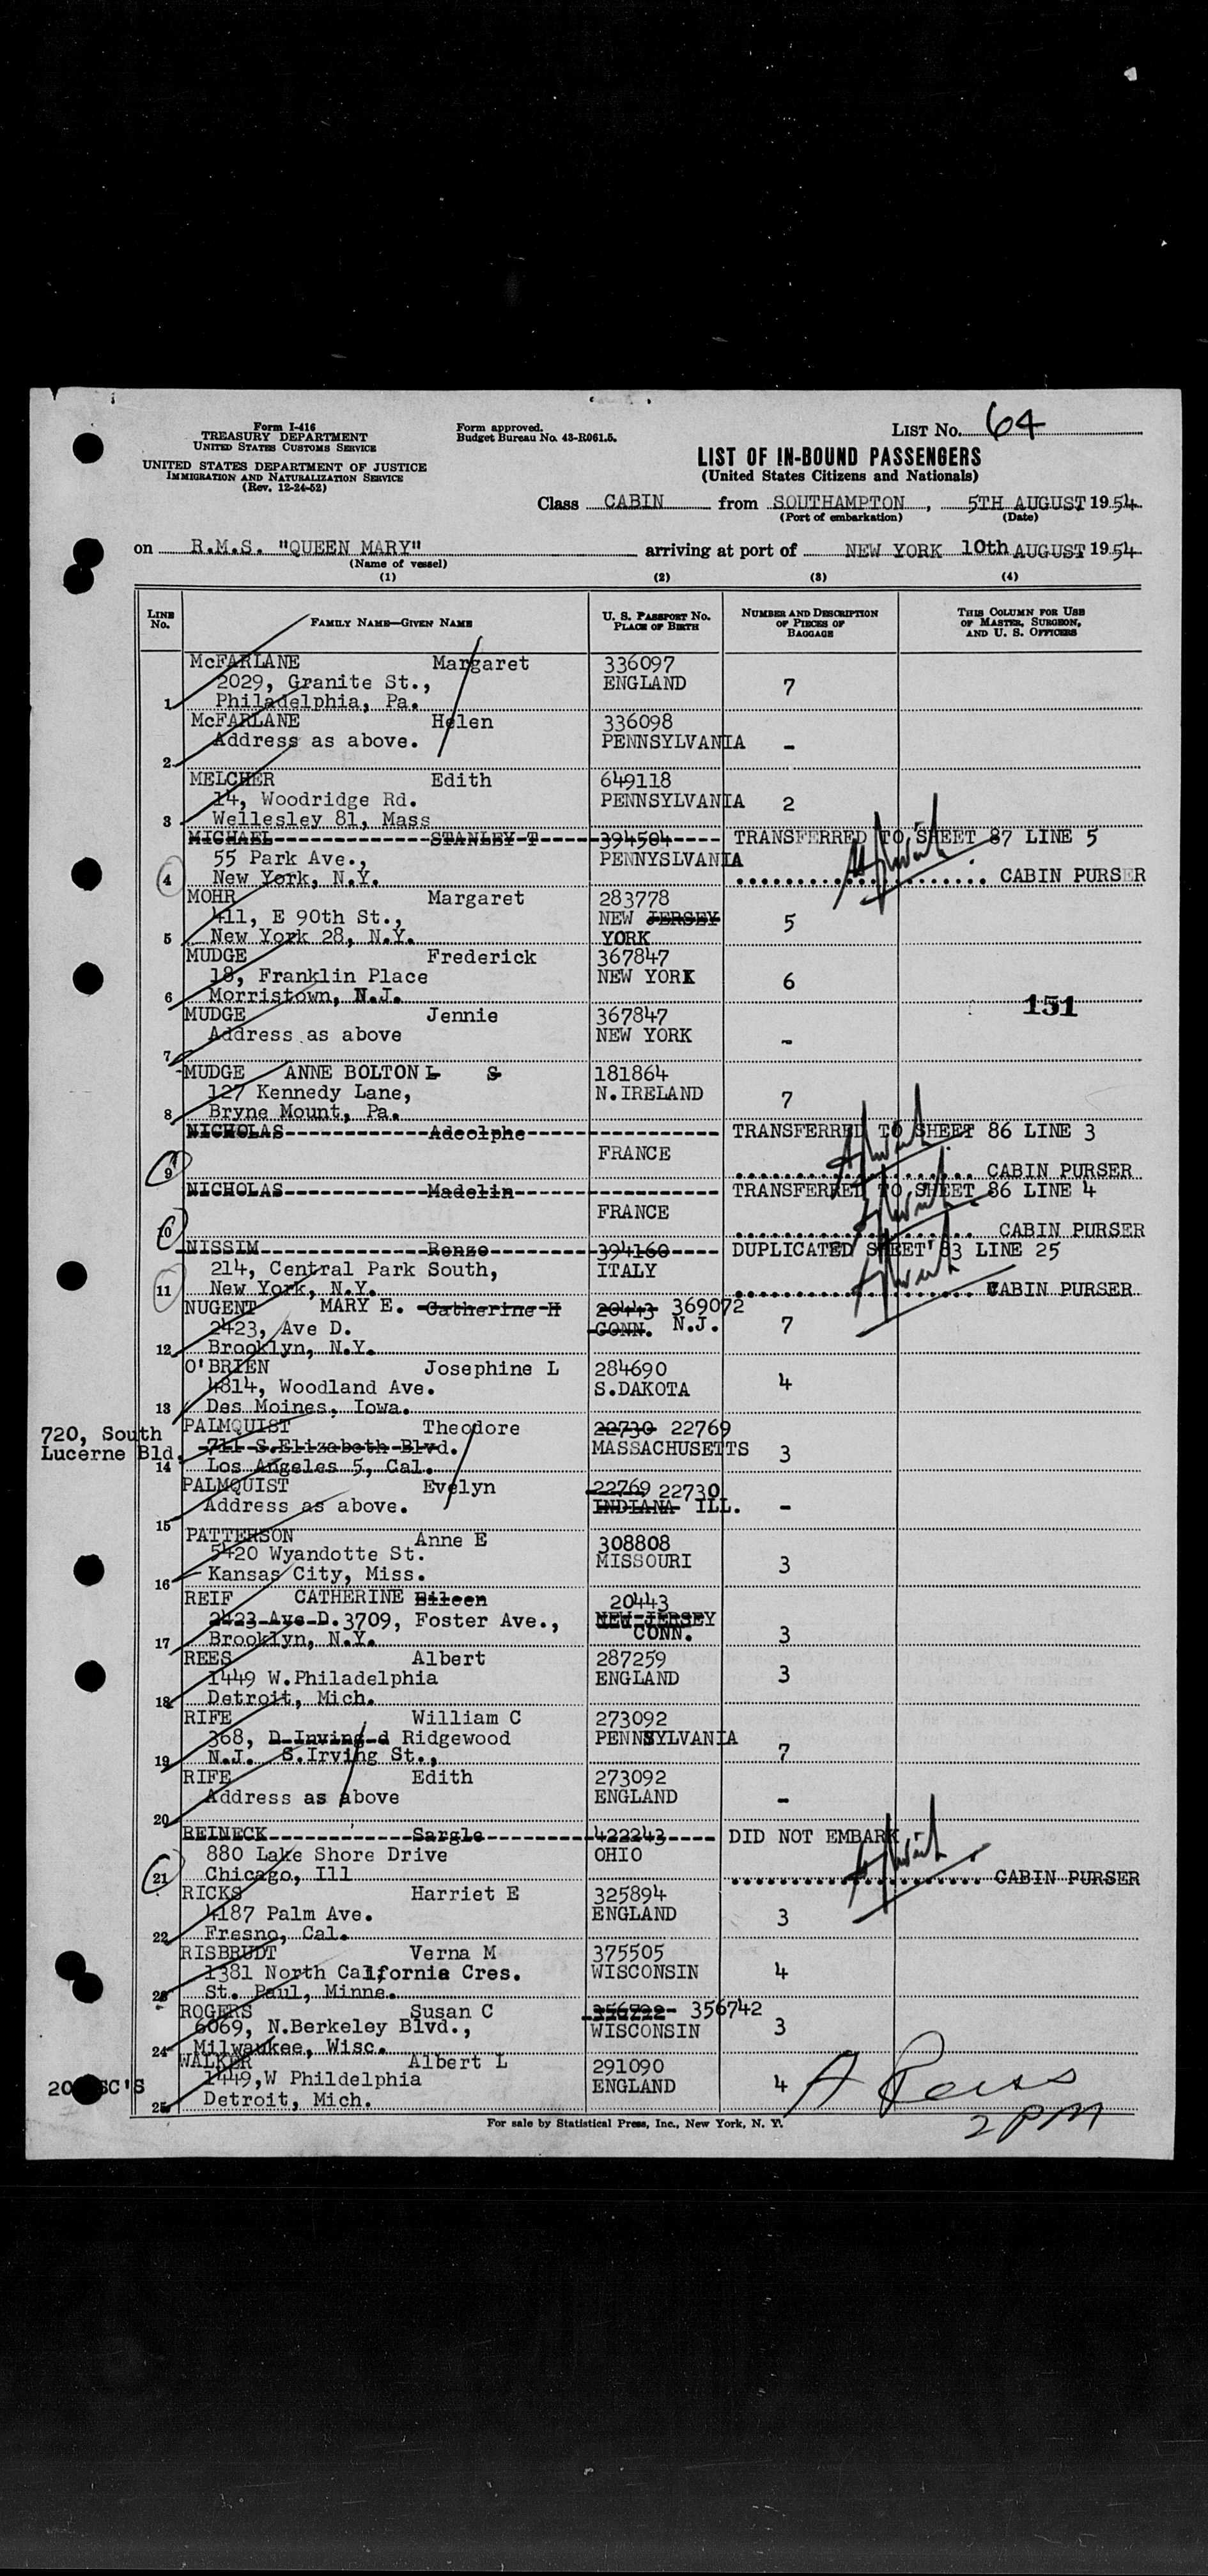 Form I-416
TREASURY DEPARTMENT
UNITED STATES CUSTOMS SERVICE
UNITED STATES DEPARTMENT OF JUSTICE
IMMIGRATION AND NATURALIZATION SERVICE
(Rev. 12-24-52)
Form approved.
Budget Bureau No. 43-R061.5.
LIST No. 64
LIST OF IN-BOUND PASSENGERS
(United States Citizens and Nationals)
Class CABIN from SOUTHAMPTON, 5TH AUGUST 1954
(Port of embarkation) (Date)
on R.M.S. "QUEEN MARY" arriving at port of NEW YORK 10th AUGUST 1954
(Name of vessel)
(1) (2) (3) (4)
LINE No. FAMILY NAME—GIVEN NAME U. S. PASSPORT No. PLACE OF BIRTH NUMBER AND DESCRIPTION OF PIECES OF BAGGAGE THIS COLUMN FOR USE OF MASTER, SURGEON, AND U. S. OFFICERS
McFARLANE Margaret 336097
2029, Granite St., ENGLAND 7
1 Philadelphia, Pa.
McFARLANE Helen 336098
Address as above. PENNSYLVANIA -
2
MELCHER Edith 649118
14, Woodridge Rd. PENNSYLVANIA 2
3 Wellesley 81, Mass
MICHAEL STANLEY T 394504 TRANSFERRED TO SHEET 87 LINE 5
55 Park Ave., PENNYSLVANIA
4 New York, N.Y. CABIN PURSER
MOHR Margaret 283778
411, E 90th St., NEW JERSEY 5
5 New York 28, N.Y. YORK
MUDGE Frederick 367847
18, Franklin Place NEW YORK 6
6 Morristown, N.J. 151
MUDGE Jennie 367847
Address as above NEW YORK -
7
MUDGE ANNE BOLTON L S 181864
127 Kennedy Lane, N.IRELAND 7
8 Bryne Mount, Pa.
NICHOLAS Adeolphe TRANSFERRED TO SHEET 86 LINE 3
FRANCE
9 CABIN PURSER
NICHOLAS Madelin TRANSFERRED TO SHEET 86 LINE 4
FRANCE
10 CABIN PURSER
NISSIM Renzo 394160 DUPLICATED SHEET 83 LINE 25
214, Central Park South, ITALY
11 New York, N.Y. CABIN PURSER
NUGENT MARY E. Catherine H 20443 369072
2423, Ave D. CONN. N.J. 7
12 Brooklyn, N.Y.
O'BRIEN Josephine L 284690
4814, Woodland Ave. S.DAKOTA 4
13 Des Moines, Iowa.
PALMQUIST Theodore 22730 22769
720, South Lucerne Bld. 711 S.Elizabeth Blvd. MASSACHUSETTS 3
14 Los Angeles 5, Cal.
PALMQUIST Evelyn 22769 22730
Address as above. INDIANA ILL. -
15
PATTERSON Anne E 308808
5420 Wyandotte St. MISSOURI 3
16 Kansas City, Miss.
REIF CATHERINE Eileen 20443
2423 Ave D. 3709, Foster Ave., NEW JERSEY
17 Brooklyn, N.Y. CONN. 3
REES Albert 287259
1449 W.Philadelphia ENGLAND 3
18 Detroit, Mich.
RIFE William C 273092
368, D Irving d Ridgewood PENNSYLVANIA
19 N.J. S.Irving St., 7
RIFE Edith 273092
Address as above ENGLAND -
20
REINECK Sargle 422243 DID NOT EMBARK
880 Lake Shore Drive OHIO
21 Chicago, Ill CABIN PURSER
RICKS Harriet E 325894
4187 Palm Ave. ENGLAND 3
22 Fresno, Cal.
RISBRUDT Verna M 375505
1381 North California Cres. WISCONSIN 4
23 St. Paul, Minne.
ROGERS Susan C 356742
6069, N.Berkeley Blvd., WISCONSIN 3
24 Milwaukee, Wisc.
WALKER Albert L 291090
20 SC'S 1449,W Phildelphia ENGLAND 4
25 Detroit, Mich.
2 PM
For sale by Statistical Press, Inc., New York, N. Y.